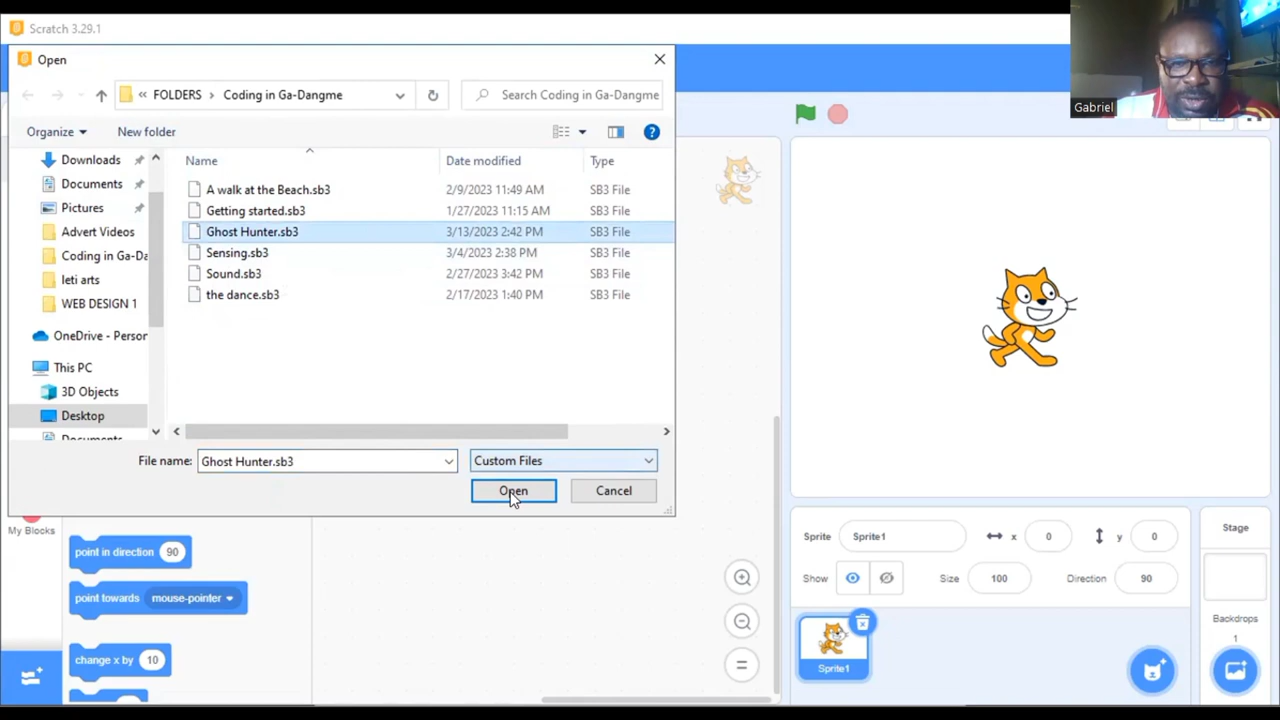 Scratch 3.29.1
Open
Gabriel
« FOLDERS › Coding in Ga-Dangme
Search Coding in Ga-Dangme
Organize
New folder
Downloads
Documents
Pictures
Advert Videos
Coding in Ga-Da
leti arts
WEB DESIGN 1
OneDrive - Person
This PC
3D Objects
Desktop
Documents
Name Date modified Type
A walk at the Beach.sb3 2/9/2023 11:49 AM SB3 File
Getting started.sb3 1/27/2023 11:15 AM SB3 File
Ghost Hunter.sb3 3/13/2023 2:42 PM SB3 File
Sensing.sb3 3/4/2023 2:38 PM SB3 File
Sound.sb3 2/27/2023 3:42 PM SB3 File
the dance.sb3 2/17/2023 1:40 PM SB3 File
File name: Ghost Hunter.sb3 Custom Files
Open Cancel
My Blocks
point in direction 90
point towards mouse-pointer
change x by 10
Sprite Sprite1 x 0 y 0
Show Size 100 Direction 90
Sprite1
Stage
Backdrops
1